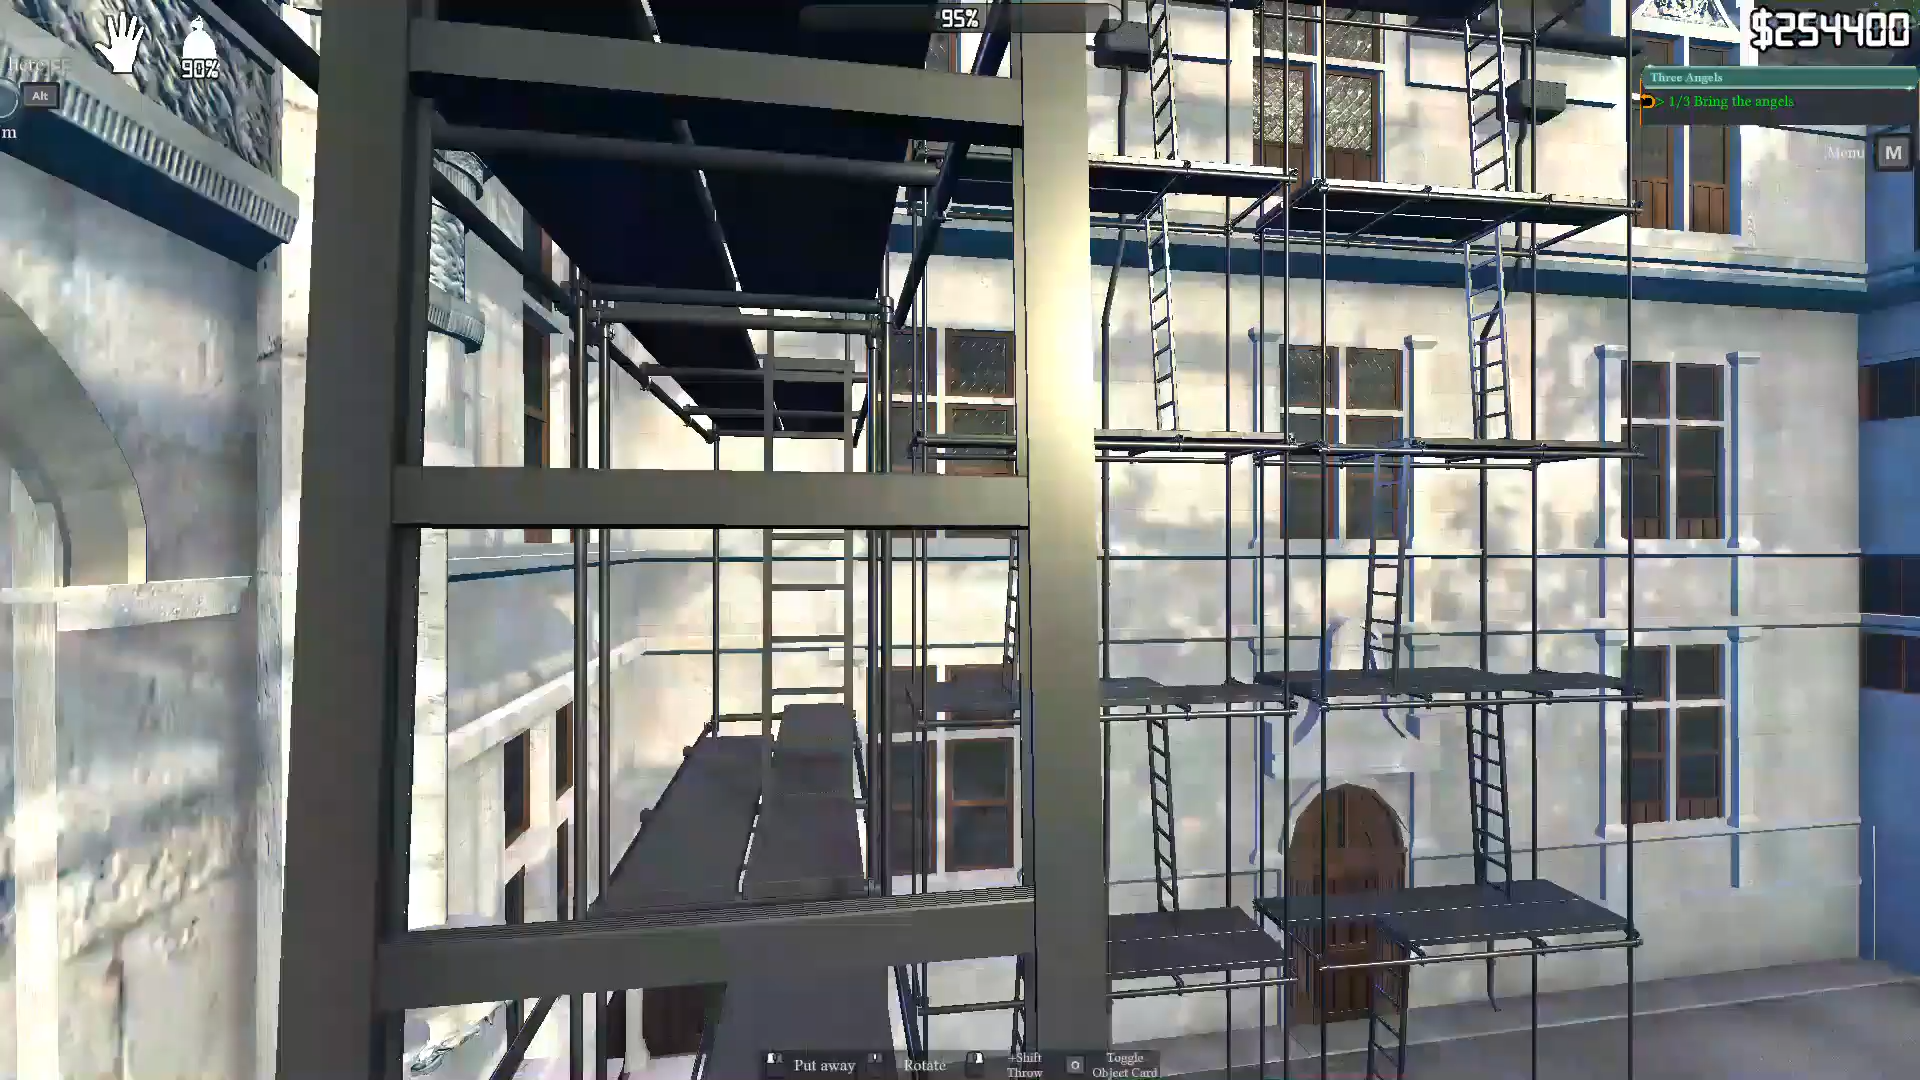 95%
$254400
90%
Alt
m
Three Angels
> 1/3 Bring the angels
Menu M
Put away
Rotate
+Shift
Throw
O
Toggle
Object Card